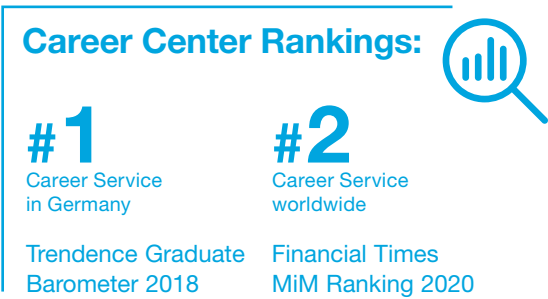 Career Center Rankings:
#1
Career Service
in Germany
Trendence Graduate
Barometer 2018
#2
Career Service
worldwide
Financial Times
MiM Ranking 2020